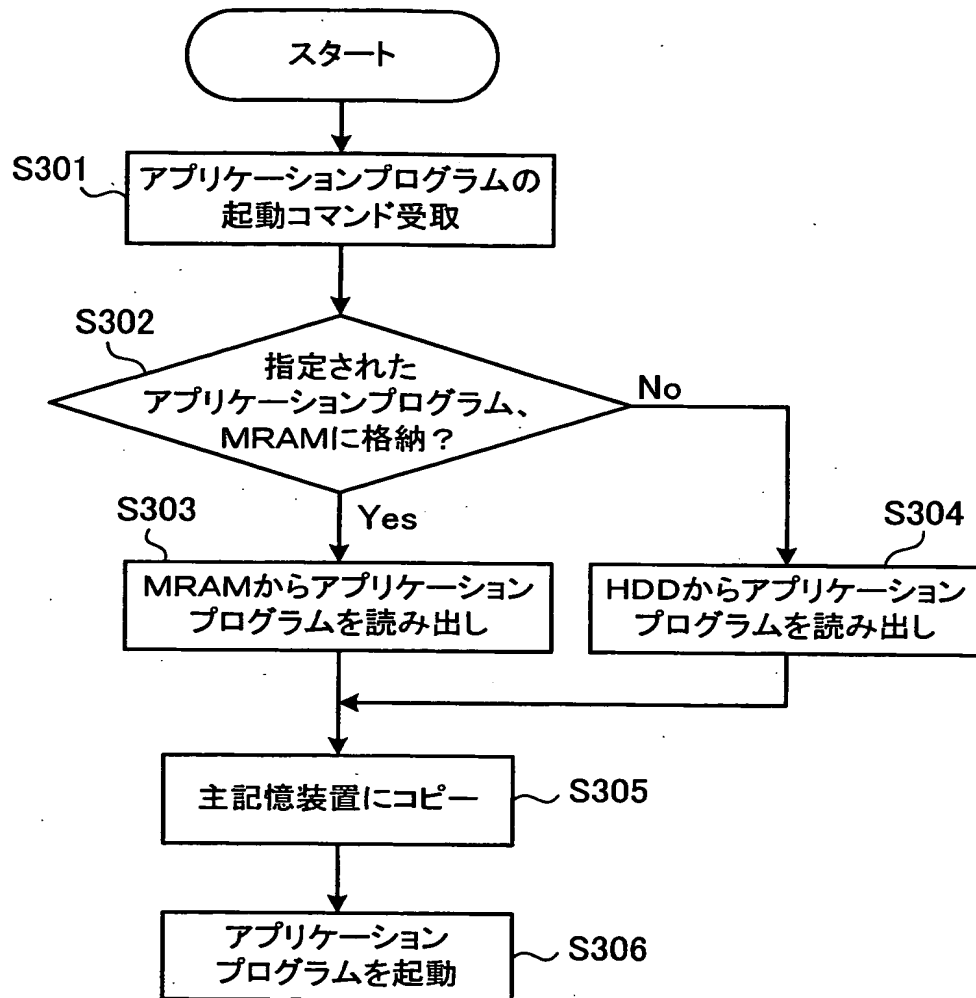 スタート
S301
アプリケーションプログラムの
起動コマンド受取
S302
指定された
アプリケーションプログラム、
MRAMに格納？
No
Yes
S303
MRAMからアプリケーション
プログラムを読み出し
S304
HDDからアプリケーション
プログラムを読み出し
主記憶装置にコピー
S305
アプリケーション
プログラムを起動
S306